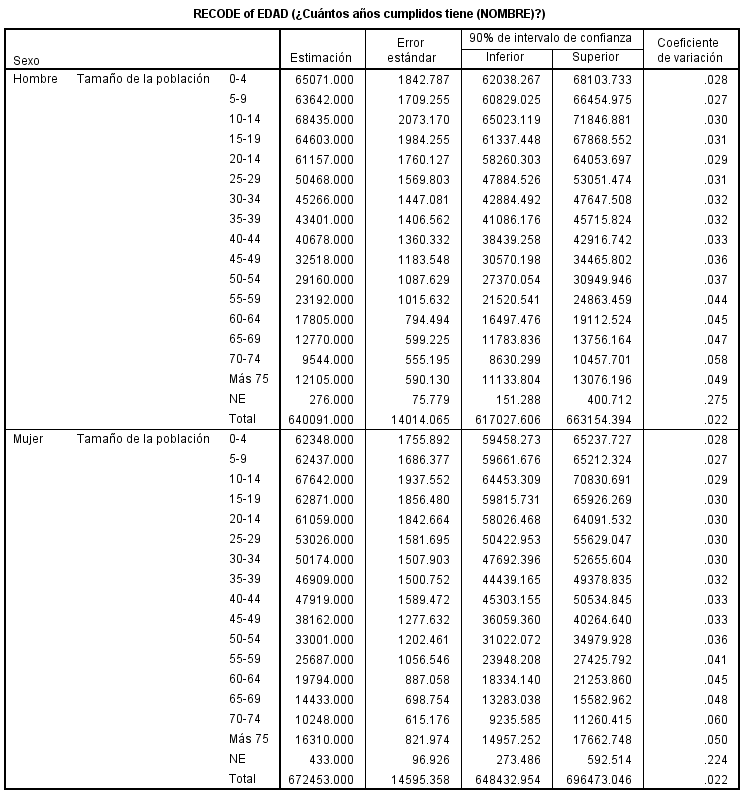 RECODE of EDAD (¿Cuántos años cumplidos tiene (NOMBRE)?)
Sexo Estimación Error estándar 90% de intervalo de confianza Inferior Superior Coeficiente de variación
Hombre Tamaño de la población 0-4 65071.000 1842.787 62038.267 68103.733 .028
5-9 63642.000 1709.255 60829.025 66454.975 .027
10-14 68435.000 2073.170 65023.119 71846.881 .030
15-19 64603.000 1984.255 61337.448 67868.552 .031
20-14 61157.000 1760.127 58260.303 64053.697 .029
25-29 50468.000 1569.803 47884.526 53051.474 .031
30-34 45266.000 1447.081 42884.492 47647.508 .032
35-39 43401.000 1406.562 41086.176 45715.824 .032
40-44 40678.000 1360.332 38439.258 42916.742 .033
45-49 32518.000 1183.548 30570.198 34465.802 .036
50-54 29160.000 1087.629 27370.054 30949.946 .037
55-59 23192.000 1015.632 21520.541 24863.459 .044
60-64 17805.000 794.494 16497.476 19112.524 .045
65-69 12770.000 599.225 11783.836 13756.164 .047
70-74 9544.000 555.195 8630.299 10457.701 .058
Más 75 12105.000 590.130 11133.804 13076.196 .049
NE 276.000 75.779 151.288 400.712 .275
Total 640091.000 14014.065 617027.606 663154.394 .022
Mujer Tamaño de la población 0-4 62348.000 1755.892 59458.273 65237.727 .028
5-9 62437.000 1686.377 59661.676 65212.324 .027
10-14 67642.000 1937.552 64453.309 70830.691 .029
15-19 62871.000 1856.480 59815.731 65926.269 .030
20-14 61059.000 1842.664 58026.468 64091.532 .030
25-29 53026.000 1581.695 50422.953 55629.047 .030
30-34 50174.000 1507.903 47692.396 52655.604 .030
35-39 46909.000 1500.752 44439.165 49378.835 .032
40-44 47919.000 1589.472 45303.155 50534.845 .033
45-49 38162.000 1277.632 36059.360 40264.640 .033
50-54 33001.000 1202.461 31022.072 34979.928 .036
55-59 25687.000 1056.546 23948.208 27425.792 .041
60-64 19794.000 887.058 18334.140 21253.860 .045
65-69 14433.000 698.754 13283.038 15582.962 .048
70-74 10248.000 615.176 9235.585 11260.415 .060
Más 75 16310.000 821.974 14957.252 17662.748 .050
NE 433.000 96.926 273.486 592.514 .224
Total 672453.000 14595.358 648432.954 696473.046 .022